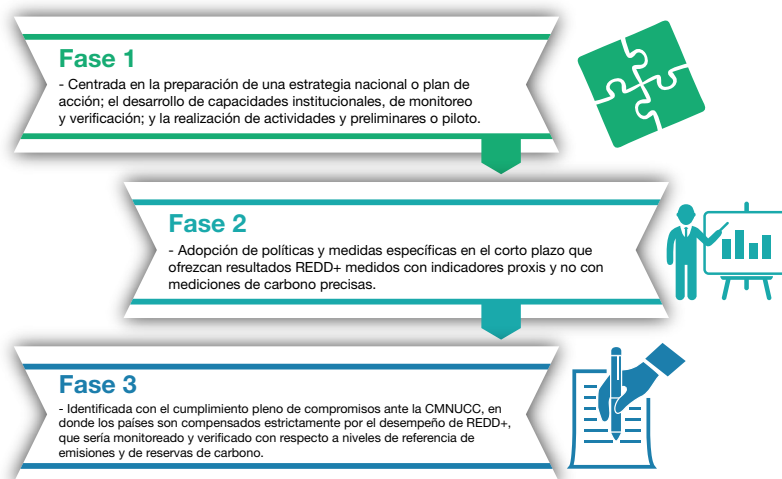 Fase 1
- Centrada en la preparación de una estrategia nacional o plan de
acción; el desarrollo de capacidades institucionales, de monitoreo
y verificación; y la realización de actividades y preliminares o piloto.
Fase 2
- Adopción de políticas y medidas específicas en el corto plazo que
ofrezcan resultados REDD+ medidos con indicadores proxis y no con
mediciones de carbono precisas.
Fase 3
- Identificada con el cumplimiento pleno de compromisos ante la CMNUCC, en
donde los países son compensados estrictamente por el desempeño de REDD+,
que sería monitoreado y verificado con respecto a niveles de referencia de
emisiones y de reservas de carbono.